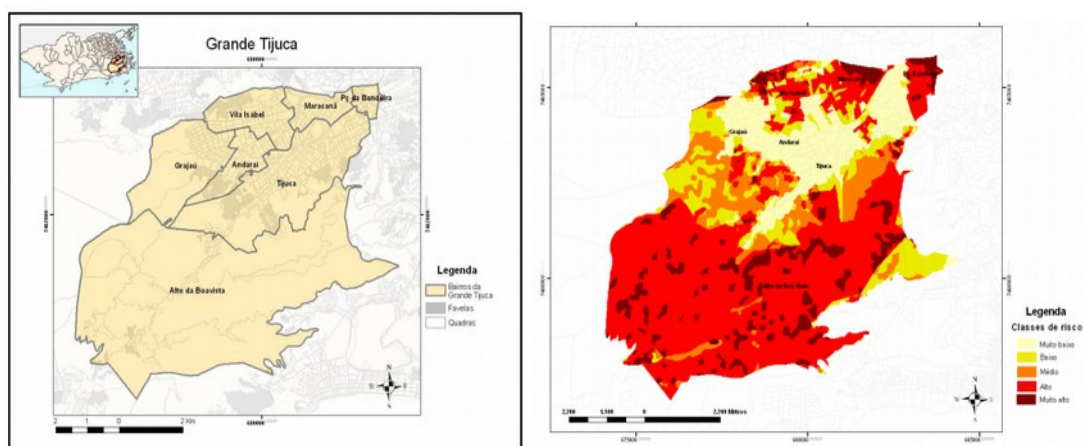 Grande Tijuca
Pç da Bandeira
Maracanã
Vila Isabel
Grajaú
Andaraí
Tijuca
Alto da Boavista
Legenda
Bairros da
Grande Tijuca
Favelas
Quadras
N
W E
S
2 1 0 2 Km
Grajaú
Andaraí
Tijuca
Legenda
Classes de risco
Muito baixo
Baixo
Médio
Alto
Muito alto
N
W E
S
0